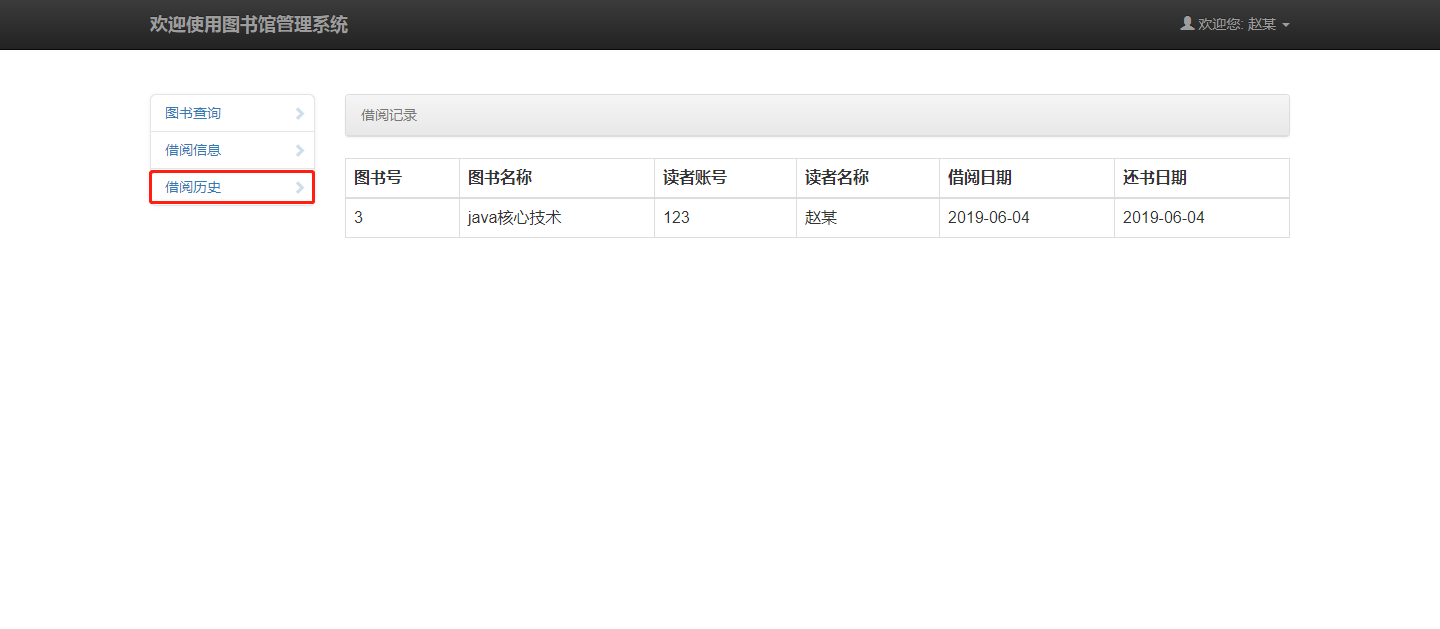 欢迎使用图书馆管理系统
欢迎您: 赵某
图书查询
借阅信息
借阅历史
借阅记录
图书号 图书名称 读者账号 读者名称 借阅日期 还书日期
3 java核心技术 123 赵某 2019-06-04 2019-06-04